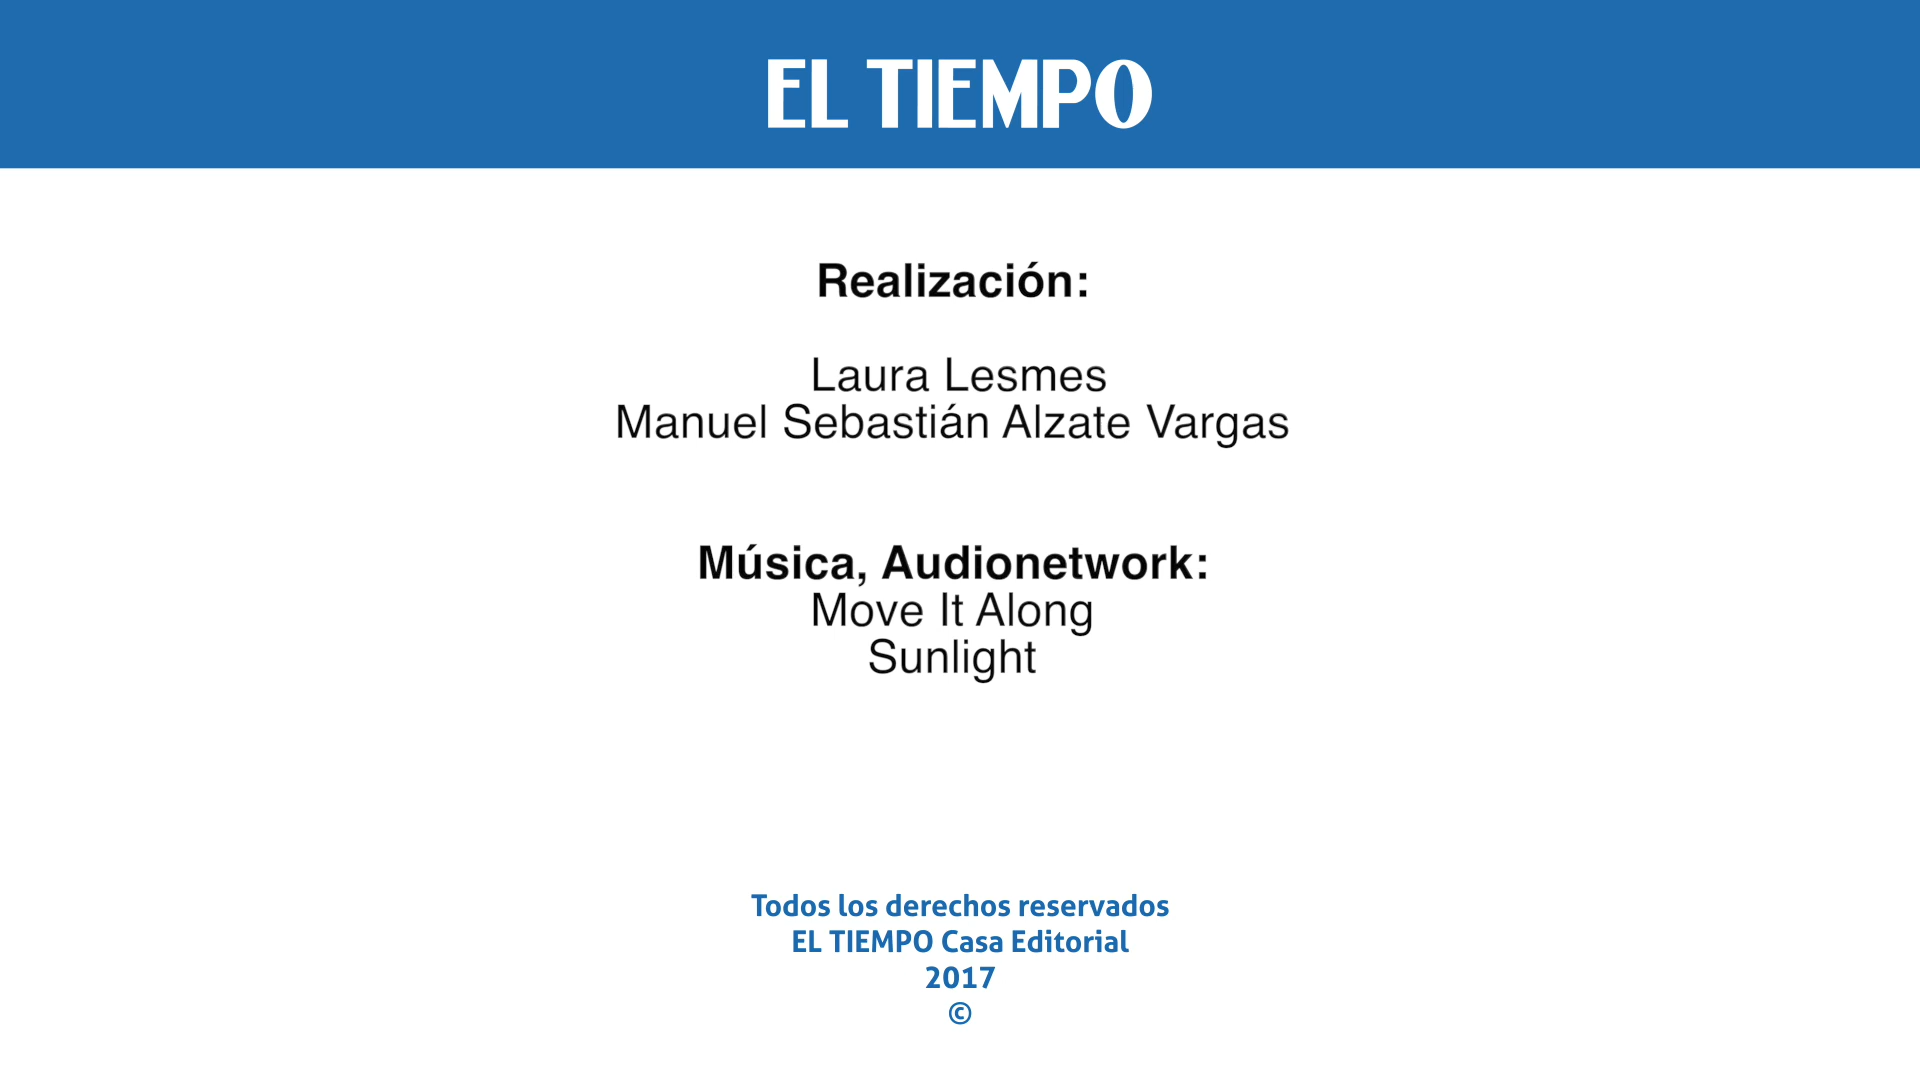 EL TIEMPO
Realización:
Laura Lesmes
Manuel Sebastián Alzate Vargas
Música, Audionetwork:
Move It Along
Sunlight
Todos los derechos reservados
EL TIEMPO Casa Editorial
2017
©